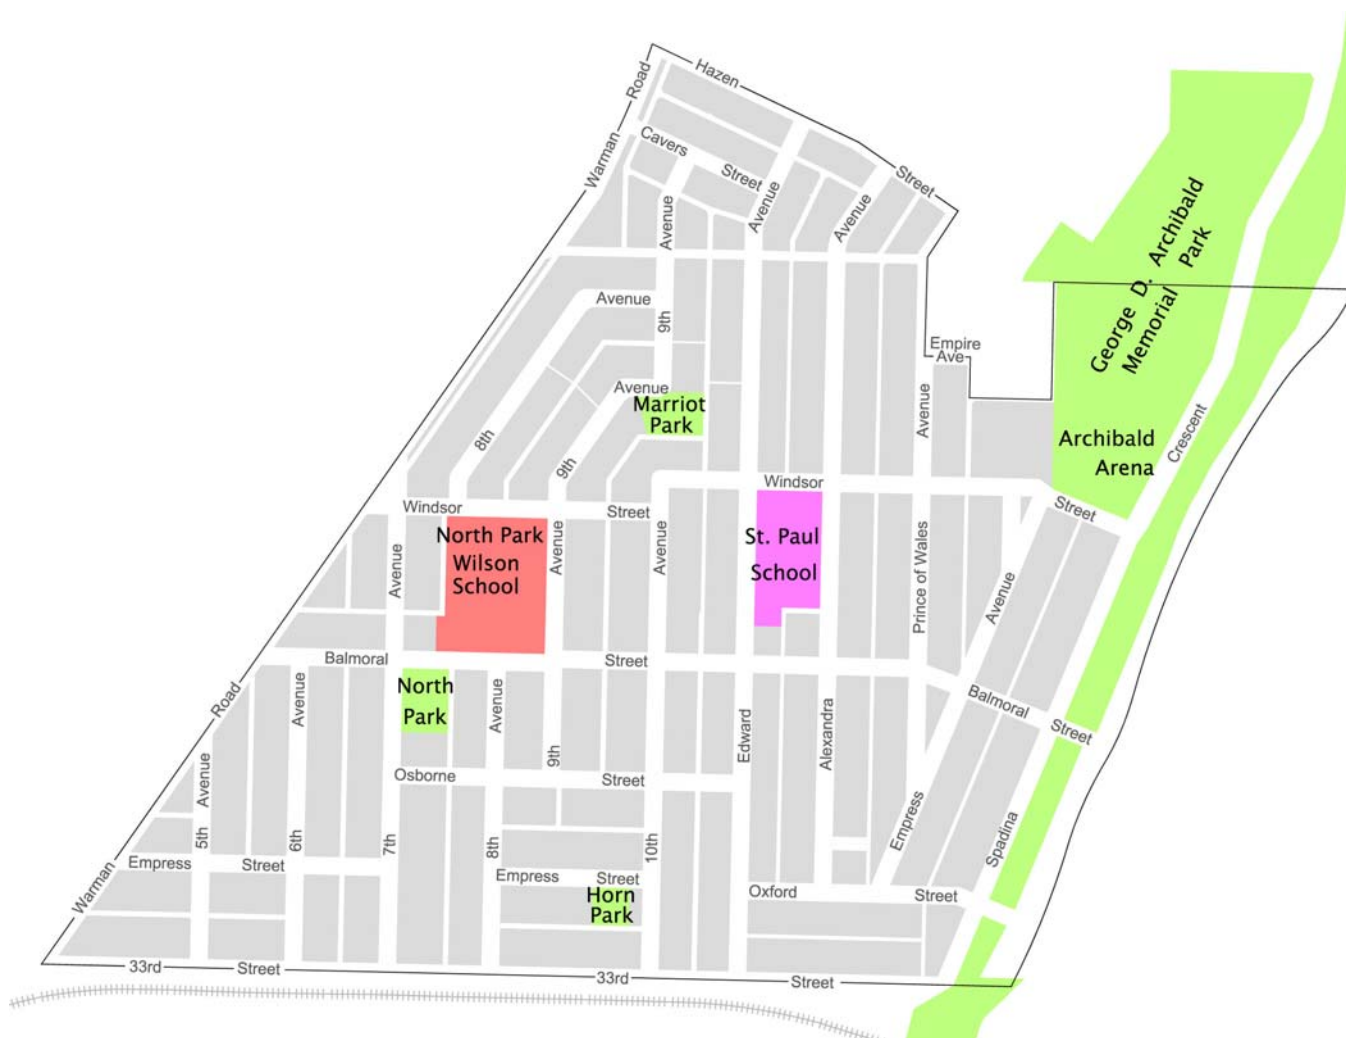 Hazen
Street
Warman
Road
Cavers
Street
Avenue
Avenue
Avenue
George D. Archibald
Memorial Park
Avenue
9th
Empire
Ave
Avenue
Marriot
Park
Avenue
8th
9th
Archibald
Arena
Crescent
Windsor
Street
Windsor
Street
North Park
Wilson
School
St. Paul
School
Avenue
Avenue
Avenue
Prince of Wales
Avenue
Balmoral
Street
Balmoral
Street
North
Park
Road
Avenue
Avenue
Avenue
9th
Edward
Alexandra
Osborne
Street
5th
6th
7th
8th
10th
Empress
Spadina
Empress
Street
Empress
Street
Horn
Park
Oxford
Street
Warman
33rd
Street
33rd
Street